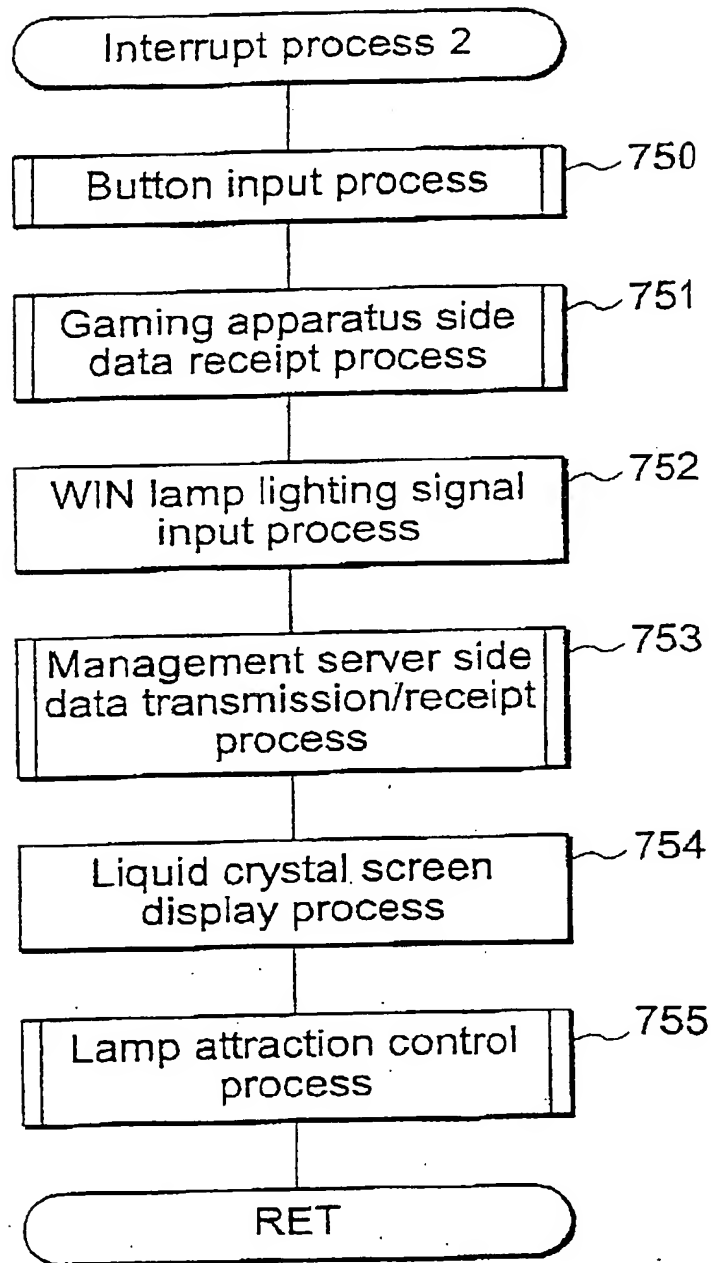 Interrupt process 2
Button input process
750
Gaming apparatus side
data receipt process
751
WIN lamp lighting signal
input process
752
Management server side
data transmission/receipt
process
753
Liquid crystal screen
display process
754
Lamp attraction control
process
755
RET